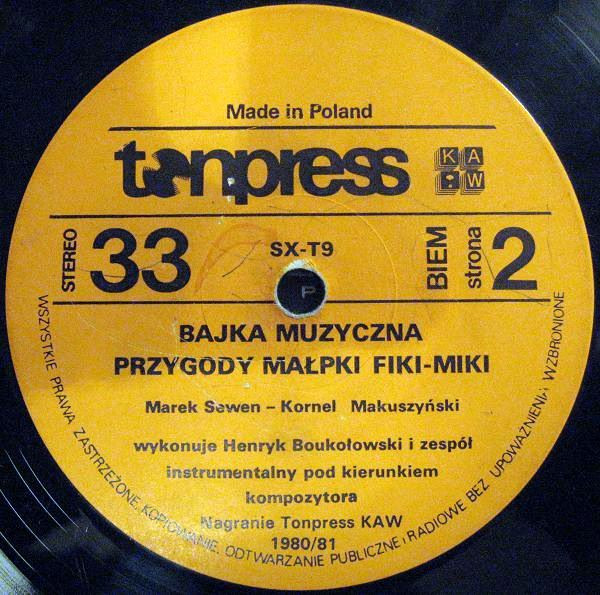 Made in Poland
tonpress
KAW
STEREO 33 SX-T9 BIEM strona 2
BAJKA MUZYCZNA
PRZYGODY MAŁPKI FIKI-MIKI
Marek Sewen – Kornel Makuszyński
wykonuje Henryk Boukołowski i zespół
instrumentalny pod kierunkiem
kompozytora
Nagranie Tonpress KAW
1980/81
WSZYSTKIE PRAWA ZASTRZEŻONE, KOPIOWANIE, ODTWARZANIE PUBLICZNE i RADIOWE BEZ UPOWAŻNIENIA WZBRONIONE